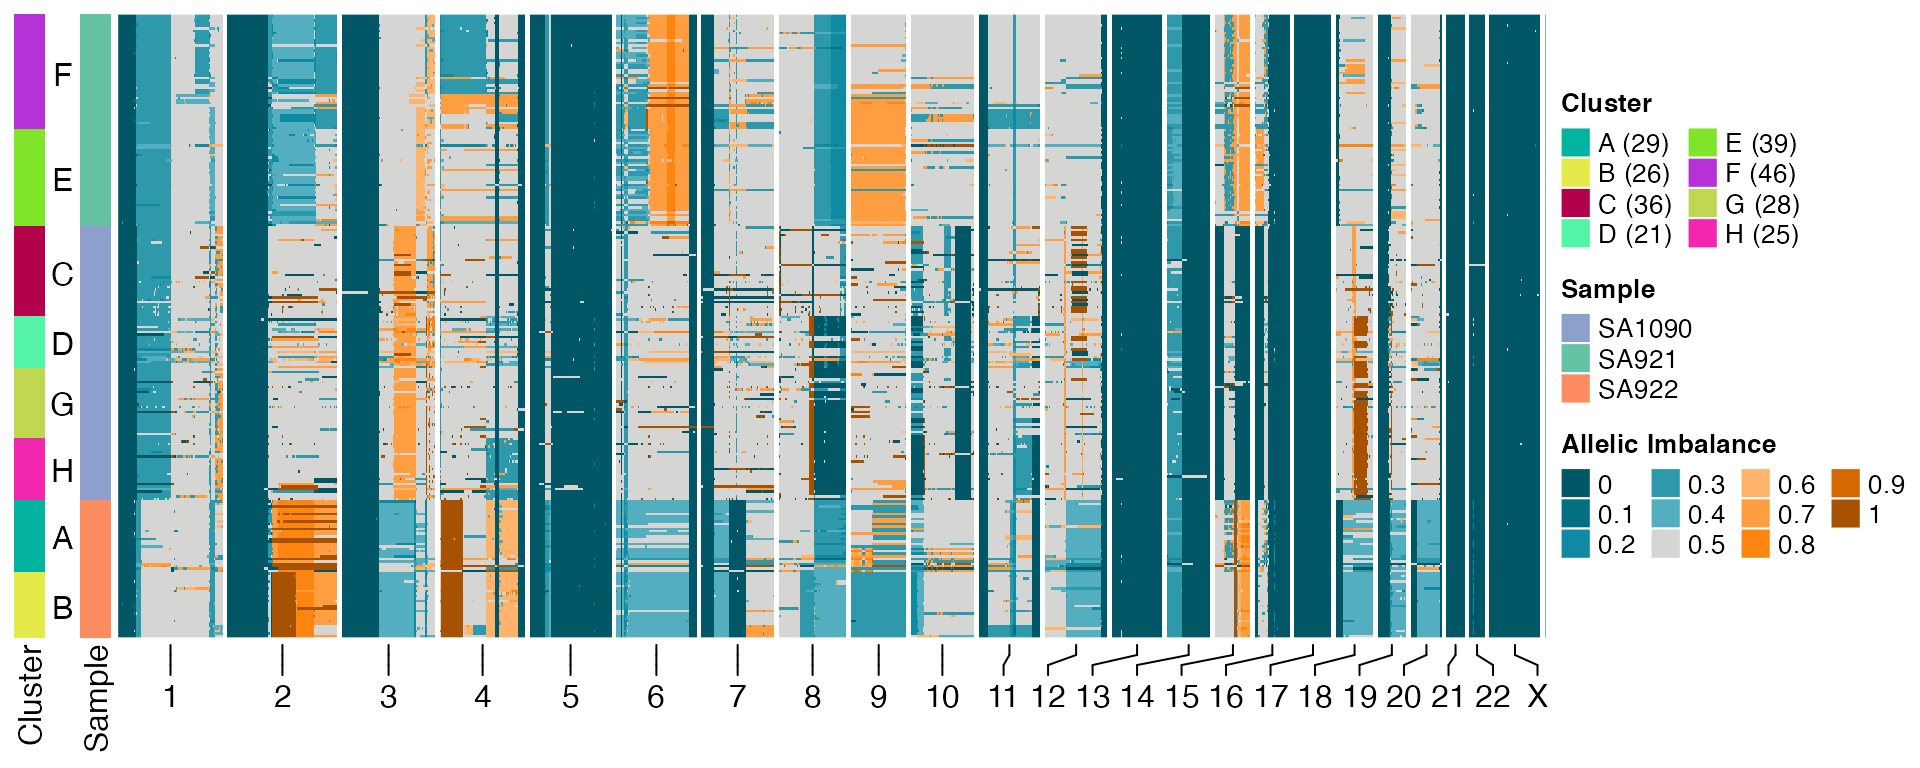 F
E
C
D
G
H
A
B
Cluster
Sample
1 2 3 4 5 6 7 8 9 10 11 12 13 14 15 16 17 18 19 20 21 22 X
Cluster
A (29) E (39)
B (26) F (46)
C (36) G (28)
D (21) H (25)
Sample
SA1090
SA921
SA922
Allelic Imbalance
0 0.3 0.6 0.9
0.1 0.4 0.7 1
0.2 0.5 0.8